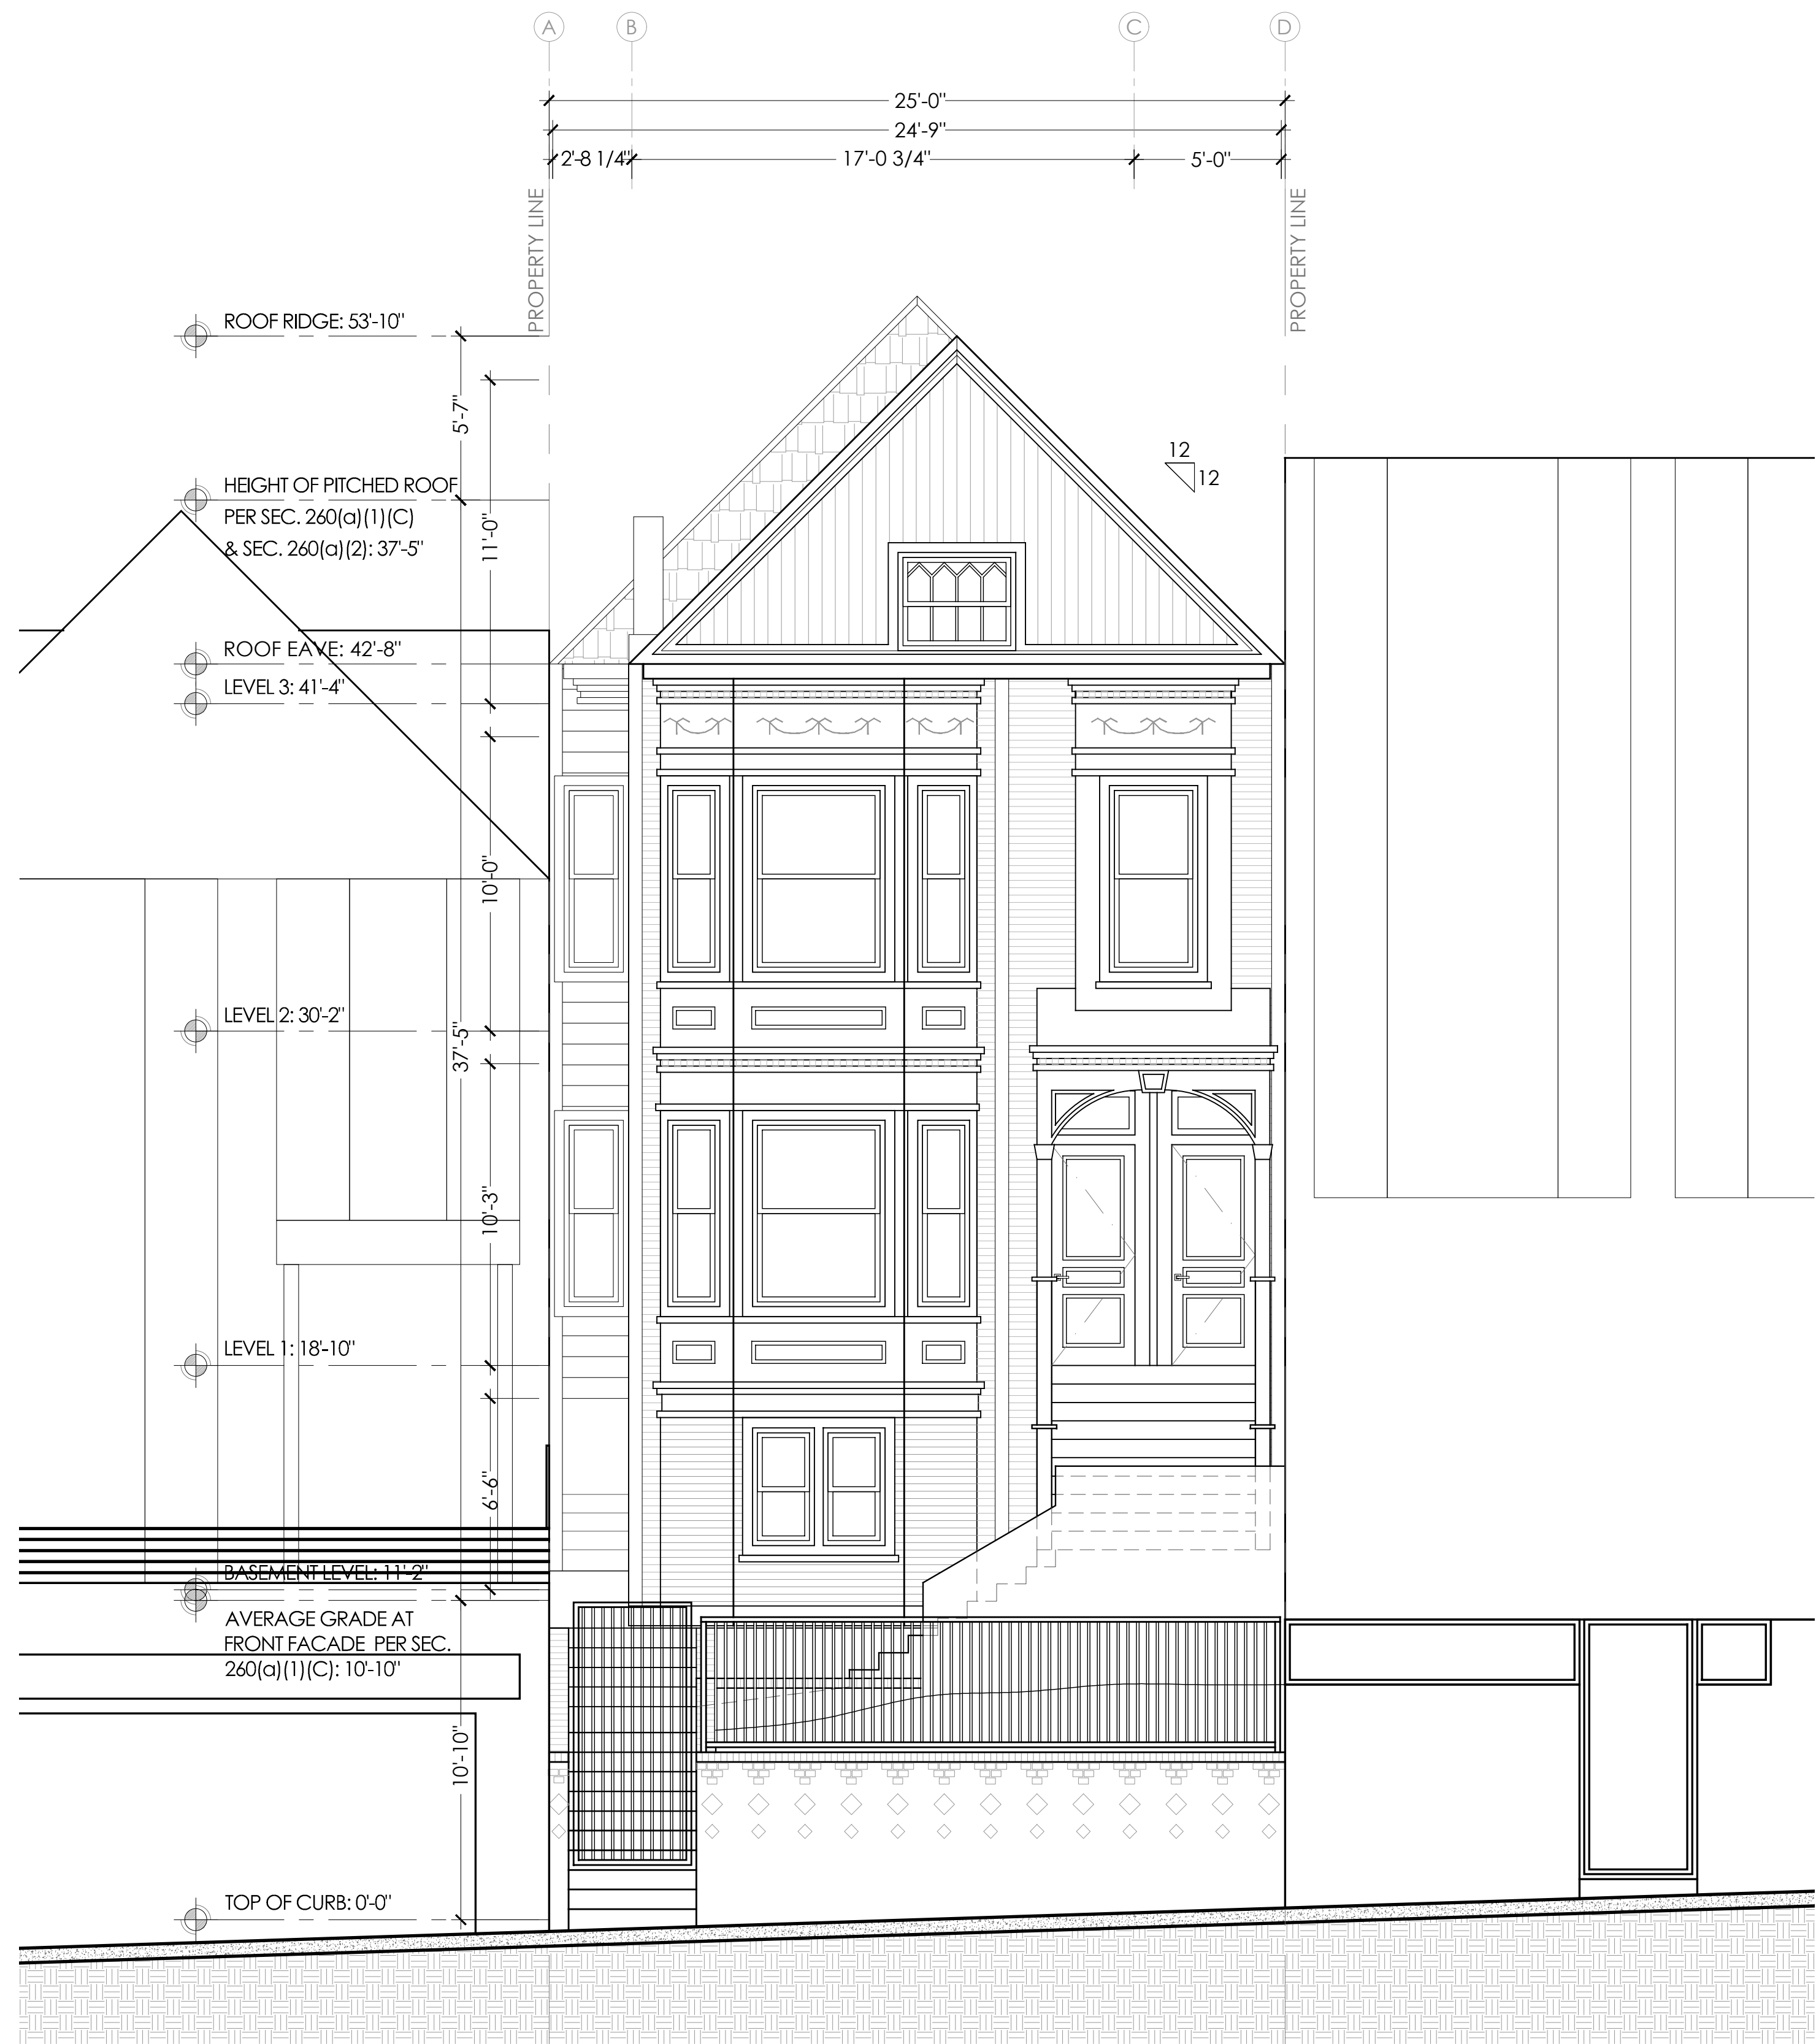 A B C D
25'-0"
24'-9"
2'-8 1/4" 17'-0 3/4" 5'-0"
PROPERTY LINE
PROPERTY LINE
ROOF RIDGE: 53'-10"
5'-7"
12
12
HEIGHT OF PITCHED ROOF
PER SEC. 260(a)(1)(C)
& SEC. 260(a)(2): 37'-5"
11'-0"
ROOF EAVE: 42'-8"
LEVEL 3: 41'-4"
10'-0"
LEVEL 2: 30'-2"
37'-5"
10'-3"
LEVEL 1: 18'-10"
6'-6"
BASEMENT LEVEL: 11'-2"
AVERAGE GRADE AT
FRONT FACADE PER SEC.
260(a)(1)(C): 10'-10"
10'-10"
TOP OF CURB: 0'-0"